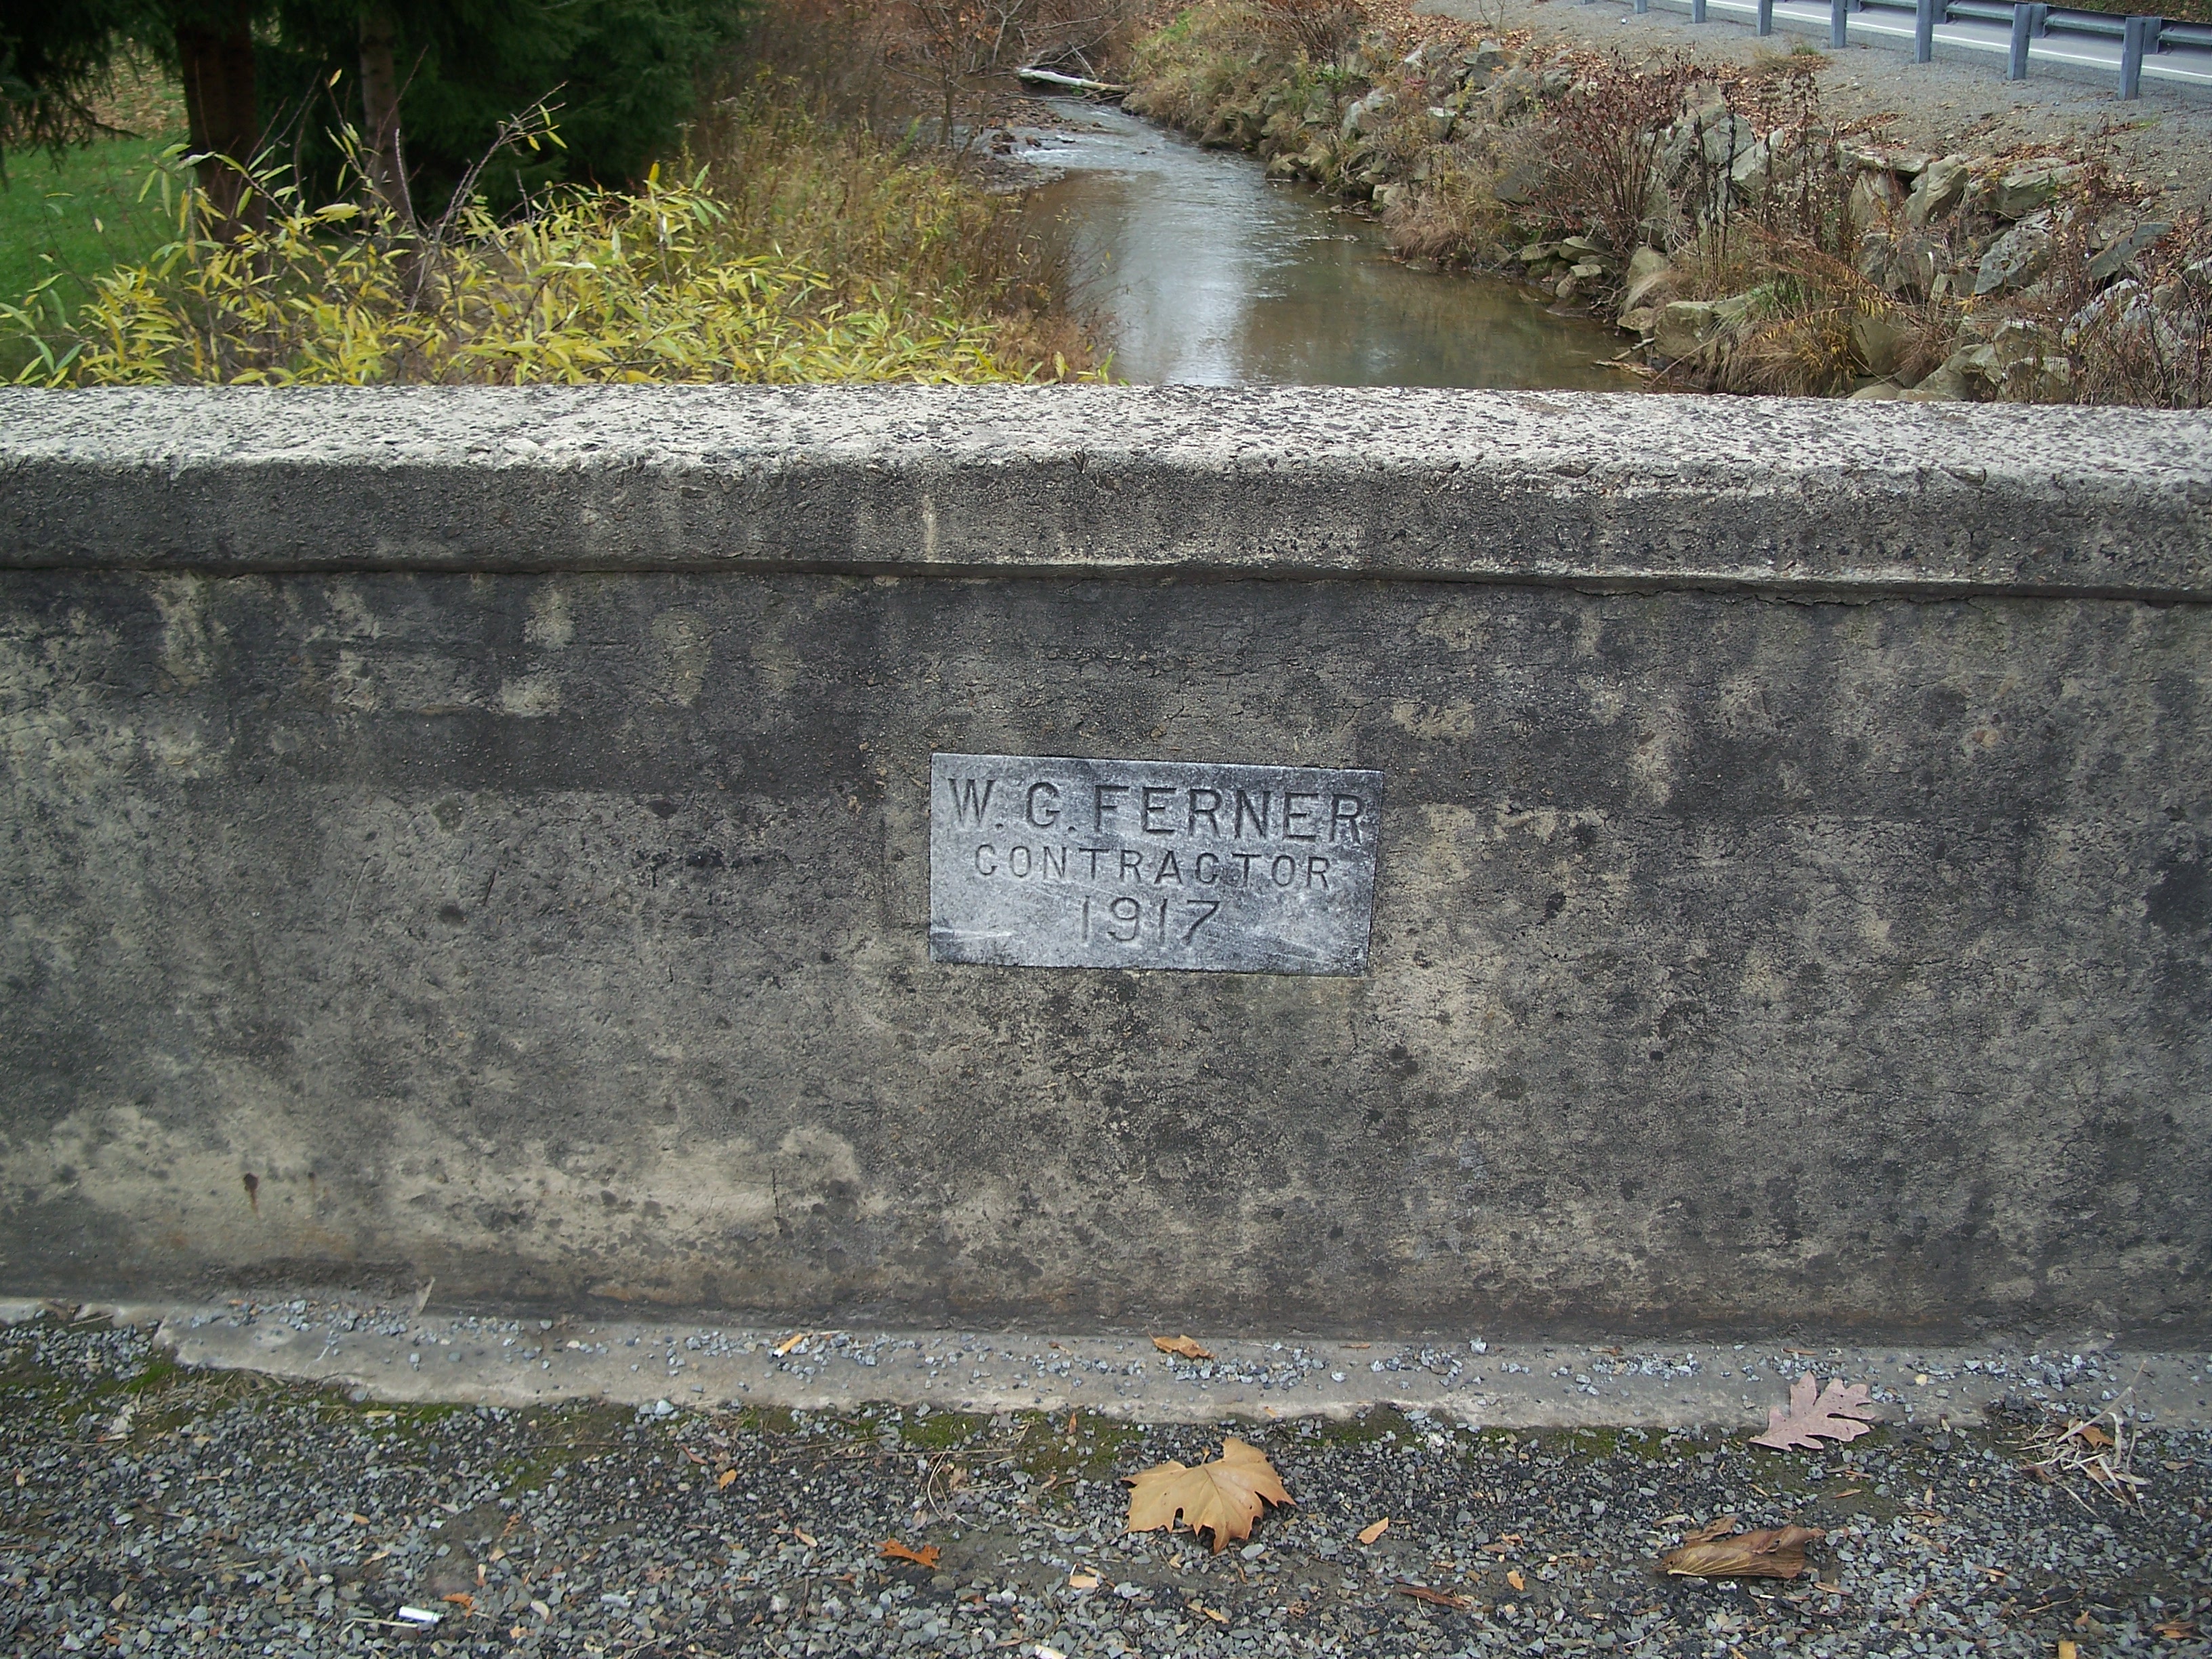 W. G. FERNER
CONTRACTOR
1917